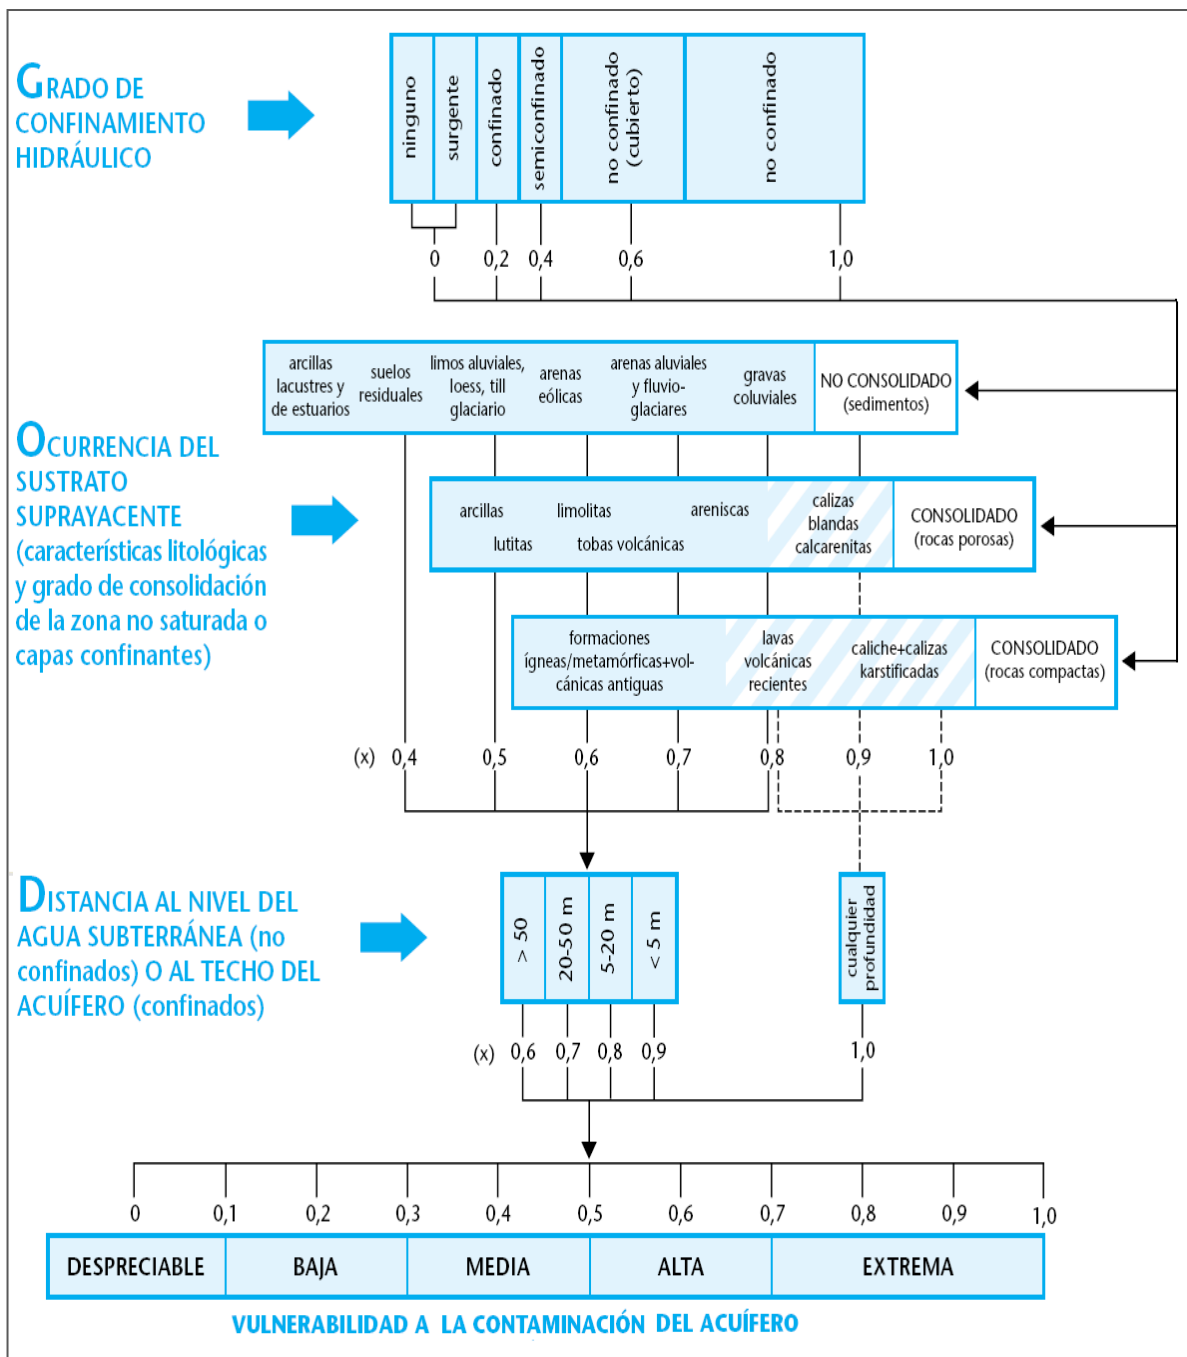 GRADO DE
CONFINAMIENTO
HIDRÁULICO
ninguno
surgente
confinado
semiconfinado
no confinado
(cubierto)
no confinado
0
0,2
0,4
0,6
1,0
OCURRENCIA DEL
SUSTRATO
SUPRAYACENTE
(características litológicas
y grado de consolidación
de la zona no saturada o
capas confinantes)
arcillas
lacustres y
de estuarios
suelos
residuales
limos aluviales,
loess, till
glaciario
arenas
eólicas
arenas aluviales
y fluvio-
glaciares
gravas
coluviales
NO CONSOLIDADO
(sedimentos)
arcillas
lutitas
limolitas
tobas volcánicas
areniscas
calizas
blandas
calcarenitas
CONSOLIDADO
(rocas porosas)
formaciones
ígneas/metamórficas+vol-
cánicas antiguas
lavas
volcánicas
recientes
caliche+calizas
karstificadas
CONSOLIDADO
(rocas compactas)
(x) 0,4 0,5 0,6 0,7 0,8 0,9 1,0
DISTANCIA AL NIVEL DEL
AGUA SUBTERRÁNEA (no
confinados) O AL TECHO DEL
ACUÍFERO (confinados)
> 50
20-50 m
5-20 m
< 5 m
cualquier
profundidad
(x) 0,6 0,7 0,8 0,9 1,0
0 0,1 0,2 0,3 0,4 0,5 0,6 0,7 0,8 0,9 1,0
DESPRECIABLE BAJA MEDIA ALTA EXTREMA
VULNERABILIDAD A LA CONTAMINACIÓN DEL ACUÍFERO